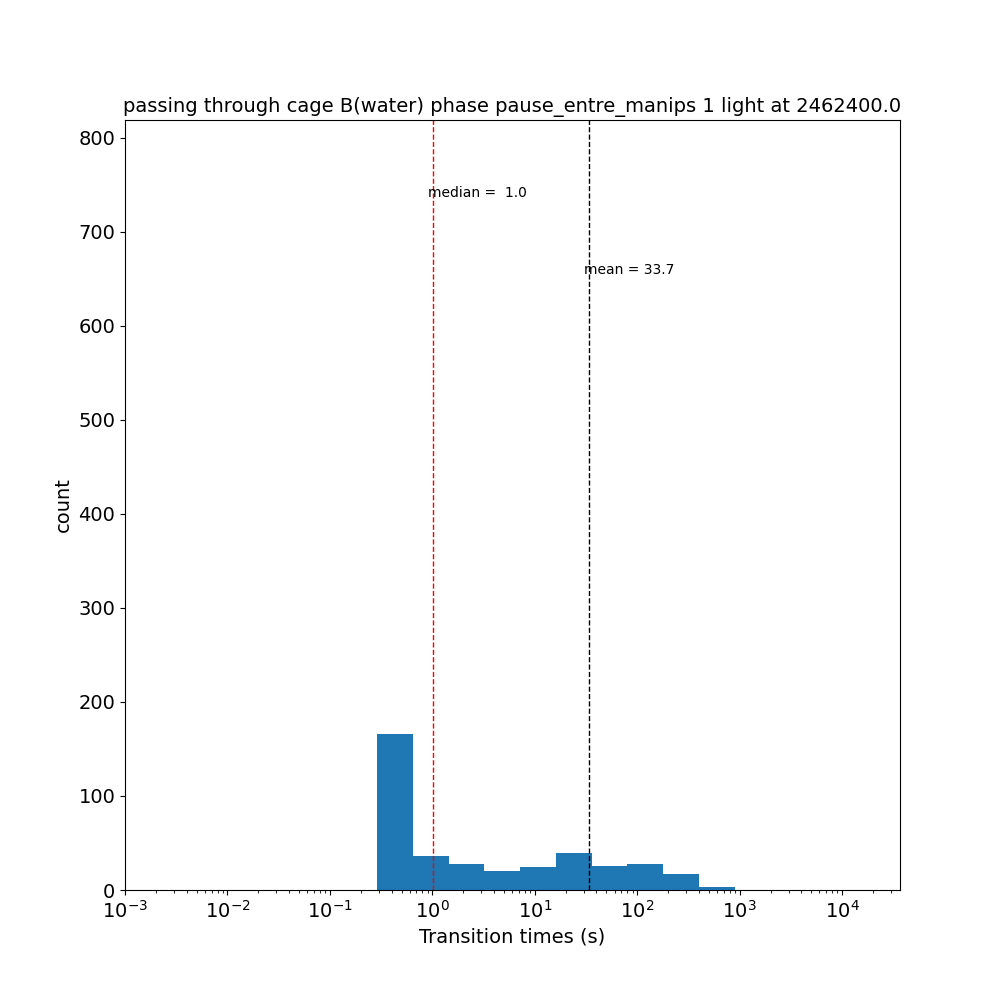 passing through cage B(water) phase pause_entre_manips 1 light at 2462400.0
800
median =  1.0
700
mean = 33.7
600
500
400
count
300
200
100
0
10⁻³ 10⁻² 10⁻¹ 10⁰ 10¹ 10² 10³ 10⁴
Transition times (s)